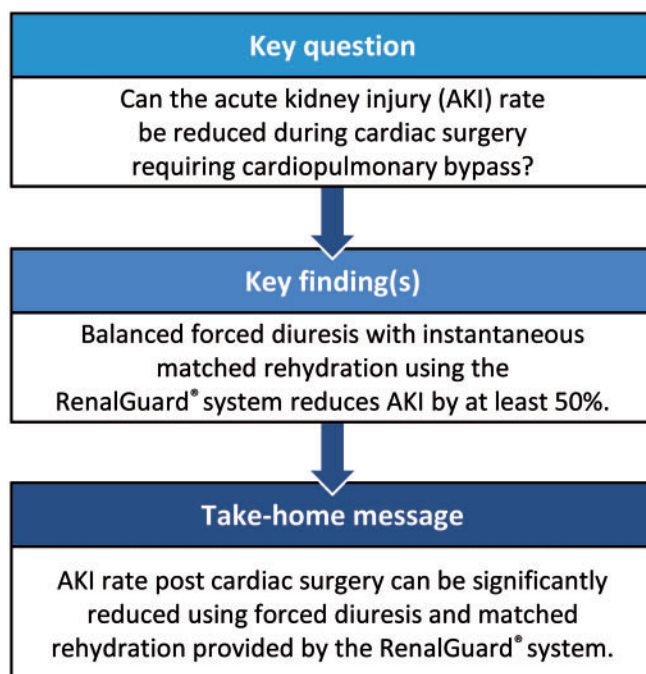 Key question
Can the acute kidney injury (AKI) rate
be reduced during cardiac surgery
requiring cardiopulmonary bypass?
Key finding(s)
Balanced forced diuresis with instantaneous
matched rehydration using the
RenalGuard® system reduces AKI by at least 50%.
Take-home message
AKI rate post cardiac surgery can be significantly
reduced using forced diuresis and matched
rehydration provided by the RenalGuard® system.